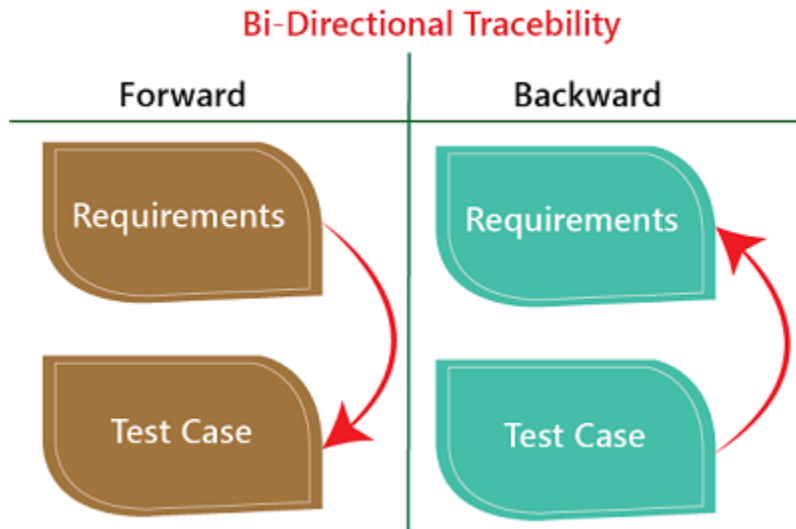 Bi-Directional Tracebility
Forward
Backward
Requirements
Requirements
Test Case
Test Case